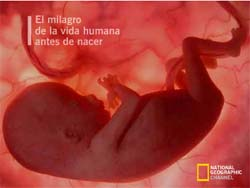 El milagro
de la vida humana
antes de nacer
NATIONAL
GEOGRAPHIC
CHANNEL